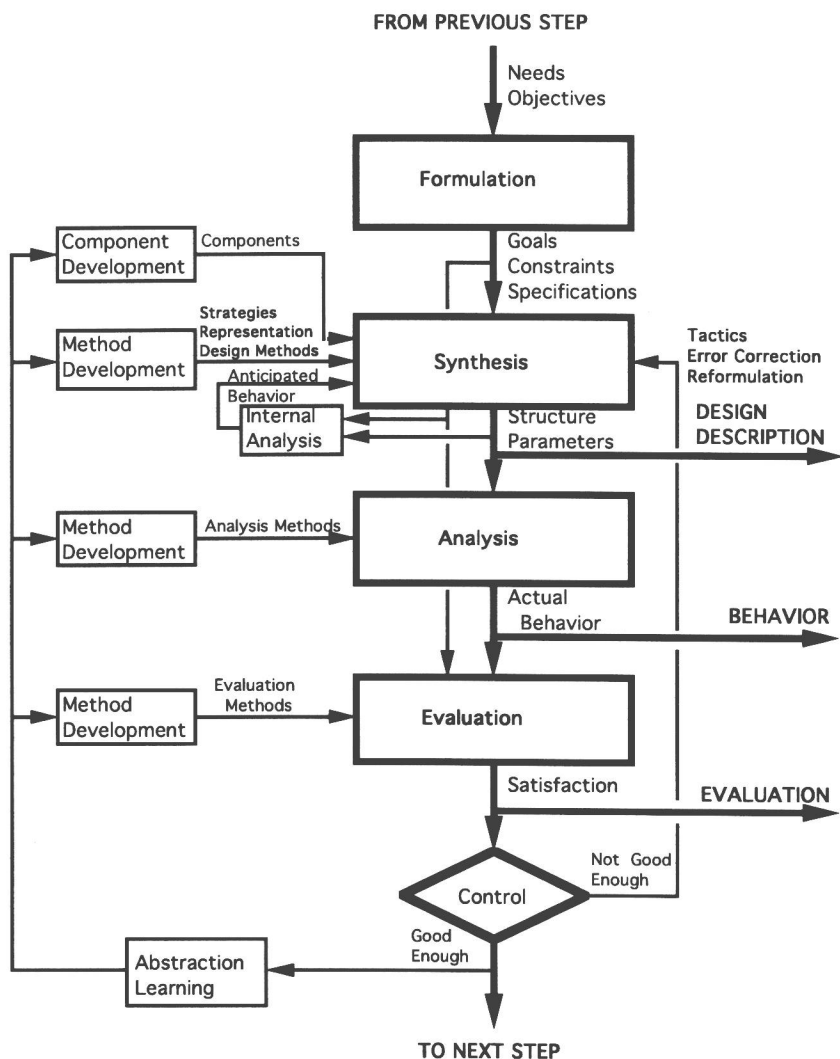 FROM PREVIOUS STEP
Needs
Objectives
Formulation
Component
Development
Components
Goals
Constraints
Specifications
Method
Development
Strategies
Representation
Design Methods
Synthesis
Tactics
Error Correction
Reformulation
Anticipated
Behavior
Internal
Analysis
Structure
Parameters
DESIGN
DESCRIPTION
Method
Development
Analysis Methods
Analysis
Actual
Behavior
BEHAVIOR
Method
Development
Evaluation
Methods
Evaluation
Satisfaction
EVALUATION
Control
Not Good
Enough
Good
Enough
Abstraction
Learning
TO NEXT STEP